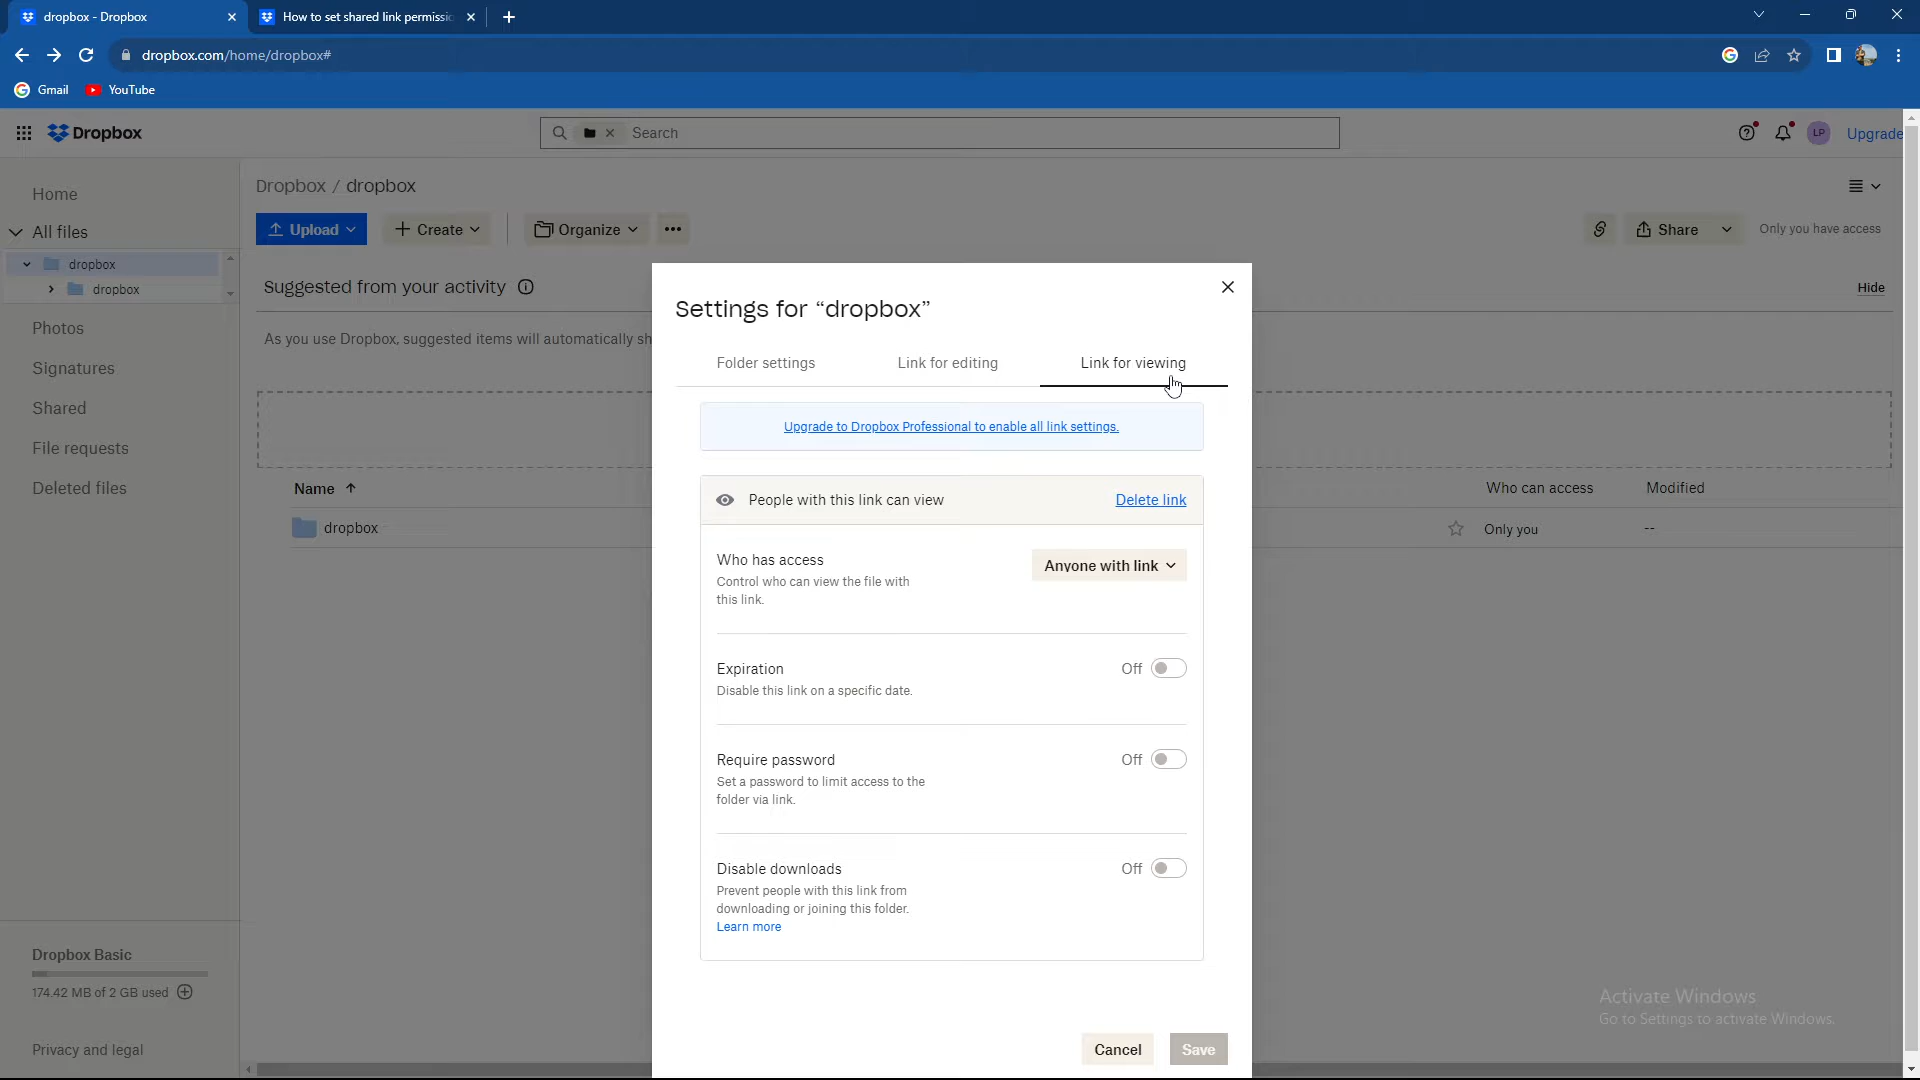 dropbox - Dropbox
How to set shared link permissio
dropbox.com/home/dropbox#
Gmail
YouTube
Dropbox
Search
LP
Upgrade
Home
All files
dropbox
dropbox
Photos
Signatures
Shared
File requests
Deleted files
Dropbox Basic
174.42 MB of 2 GB used
Privacy and legal
Dropbox / dropbox
Upload
Create
Organize
Share
Only you have access
Suggested from your activity
Hide
As you use Dropbox, suggested items will automatically sh
Name
Who can access
Modified
dropbox
Only you
--
Settings for “dropbox”
Folder settings
Link for editing
Link for viewing
Upgrade to Dropbox Professional to enable all link settings.
People with this link can view
Delete link
Who has access
Control who can view the file with
this link.
Anyone with link
Expiration
Disable this link on a specific date.
Off
Require password
Set a password to limit access to the
folder via link.
Off
Disable downloads
Prevent people with this link from
downloading or joining this folder.
Learn more
Off
Cancel
Save
Activate Windows
Go to Settings to activate Windows.